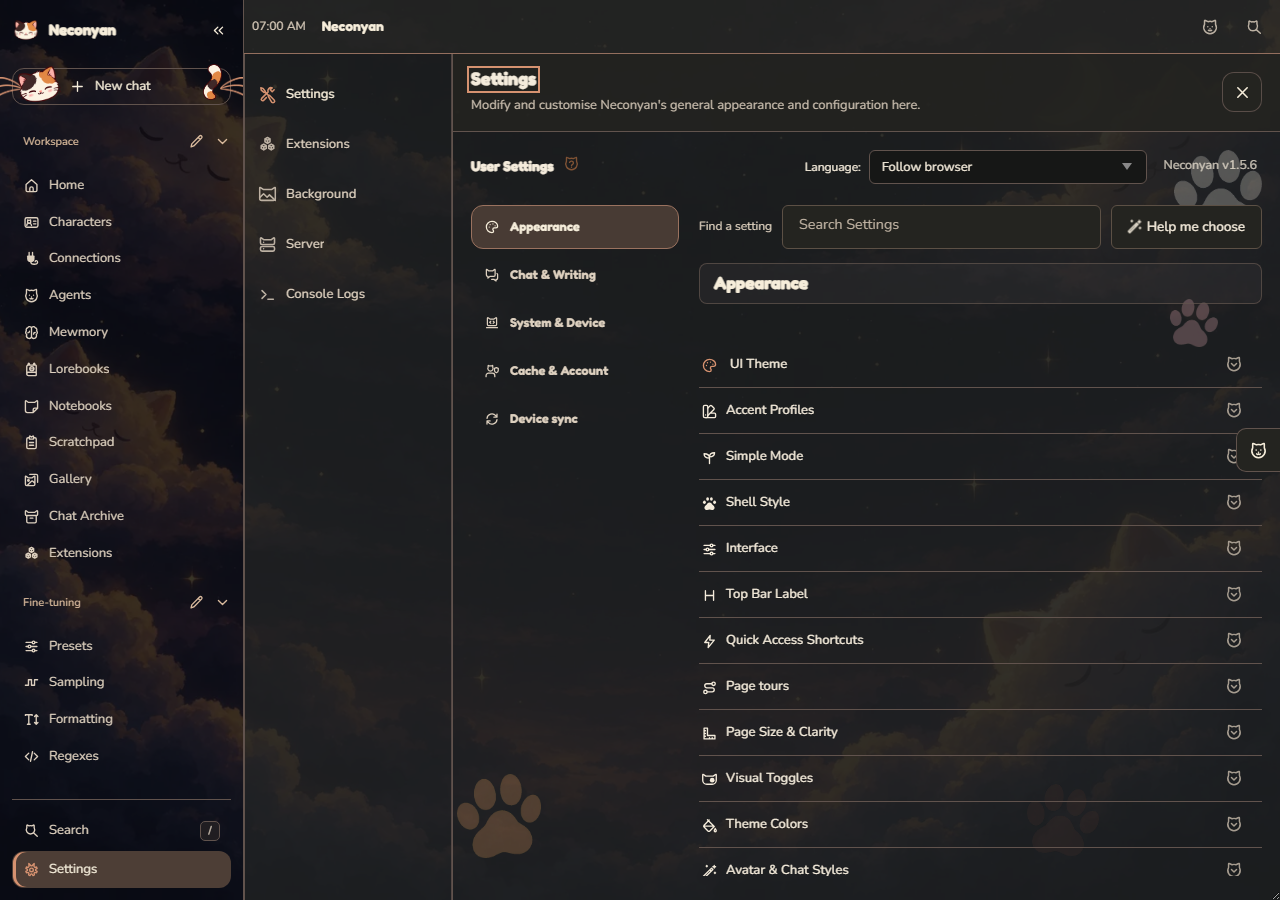 Neconyan
New chat
Workspace
Home
Characters
Connections
Agents
Mewmory
Lorebooks
Notebooks
Scratchpad
Gallery
Chat Archive
Extensions
Fine-tuning
Presets
Sampling
Formatting
Regexes
Search /
Settings
07:00 AM Neconyan
Settings
Extensions
Background
Server
Console Logs
Settings
Modify and customise Neconyan's general appearance and configuration here.
User Settings ?
Language: Follow browser
Neconyan v1.5.6
Appearance
Chat & Writing
System & Device
Cache & Account
Device sync
Find a setting Search Settings Help me choose
Appearance
UI Theme
Accent Profiles
Simple Mode
Shell Style
Interface
Top Bar Label
Quick Access Shortcuts
Page tours
Page Size & Clarity
Visual Toggles
Theme Colors
Avatar & Chat Styles